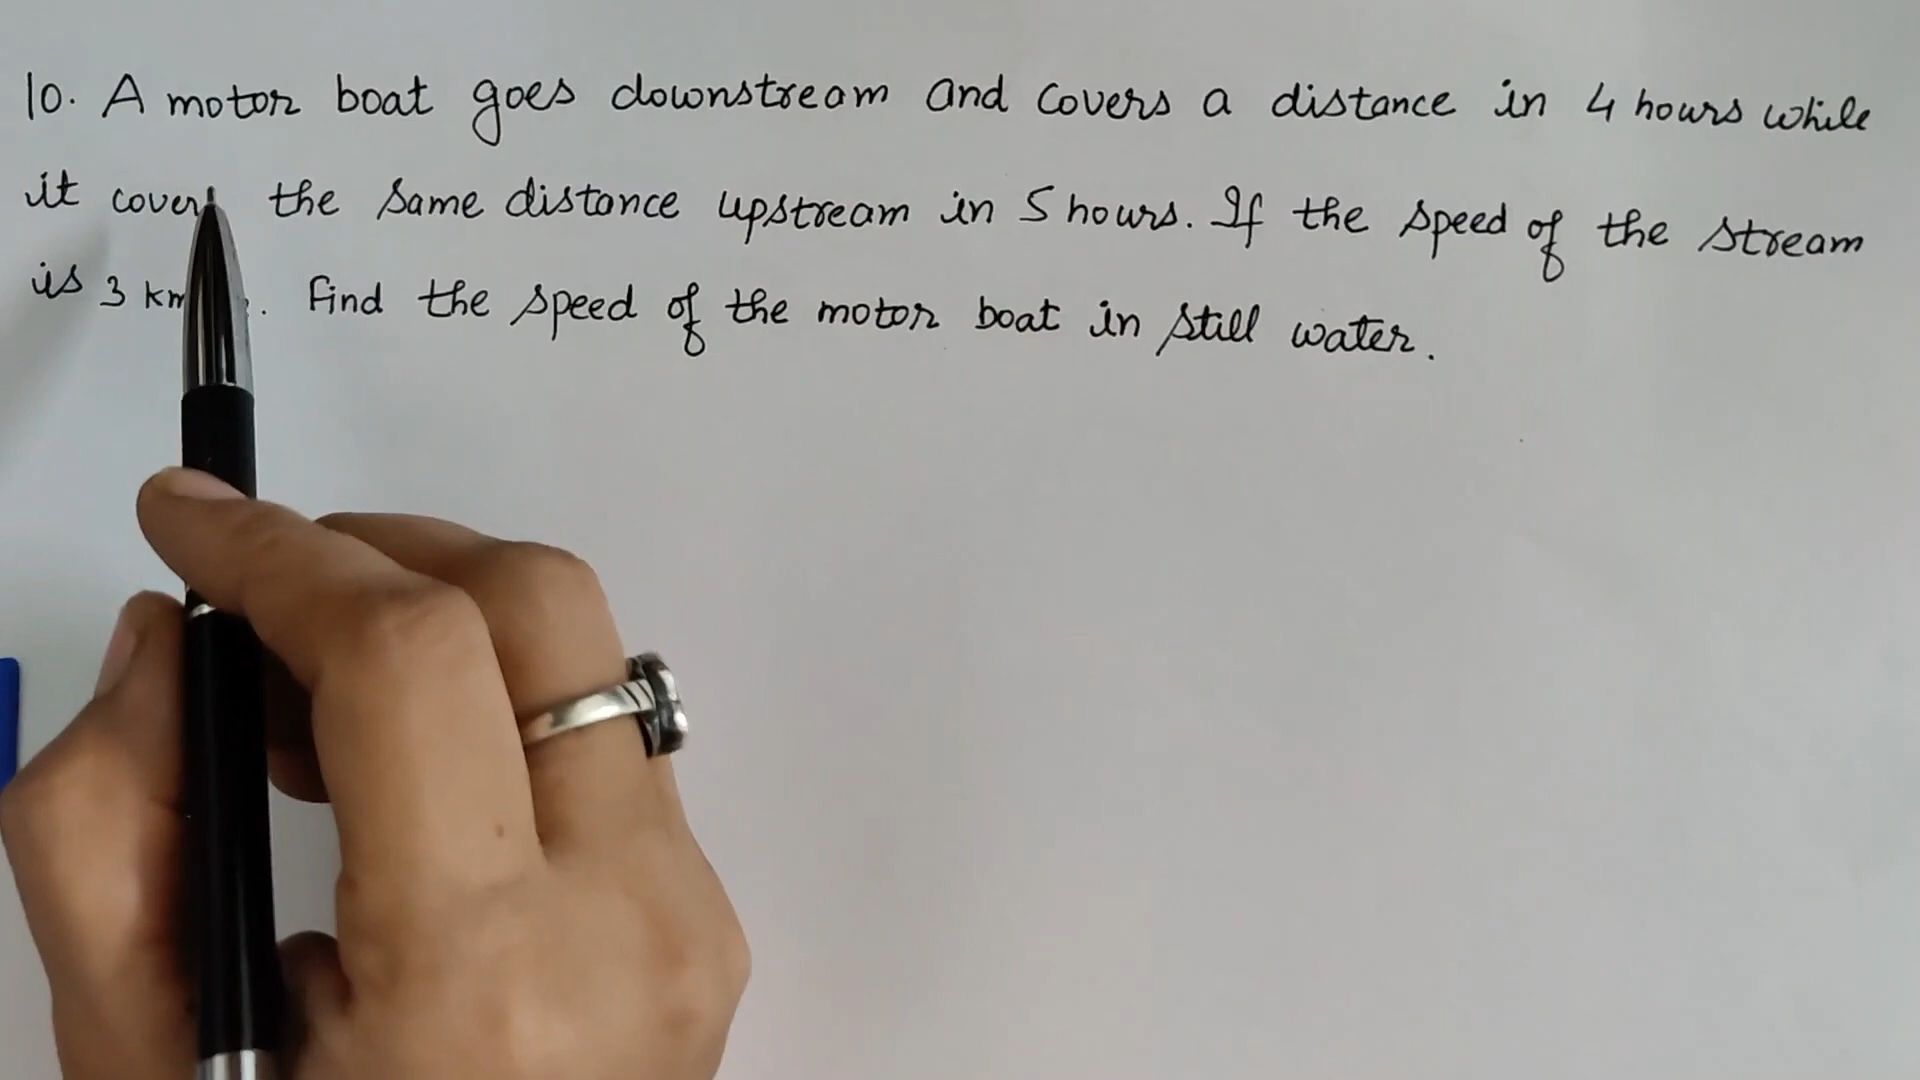 10. A motor boat goes downstream and covers a distance in 4 hours while
it covers the same distance upstream in 5 hours. If the speed of the stream
is 3 . Find the speed of the motor boat in still water.